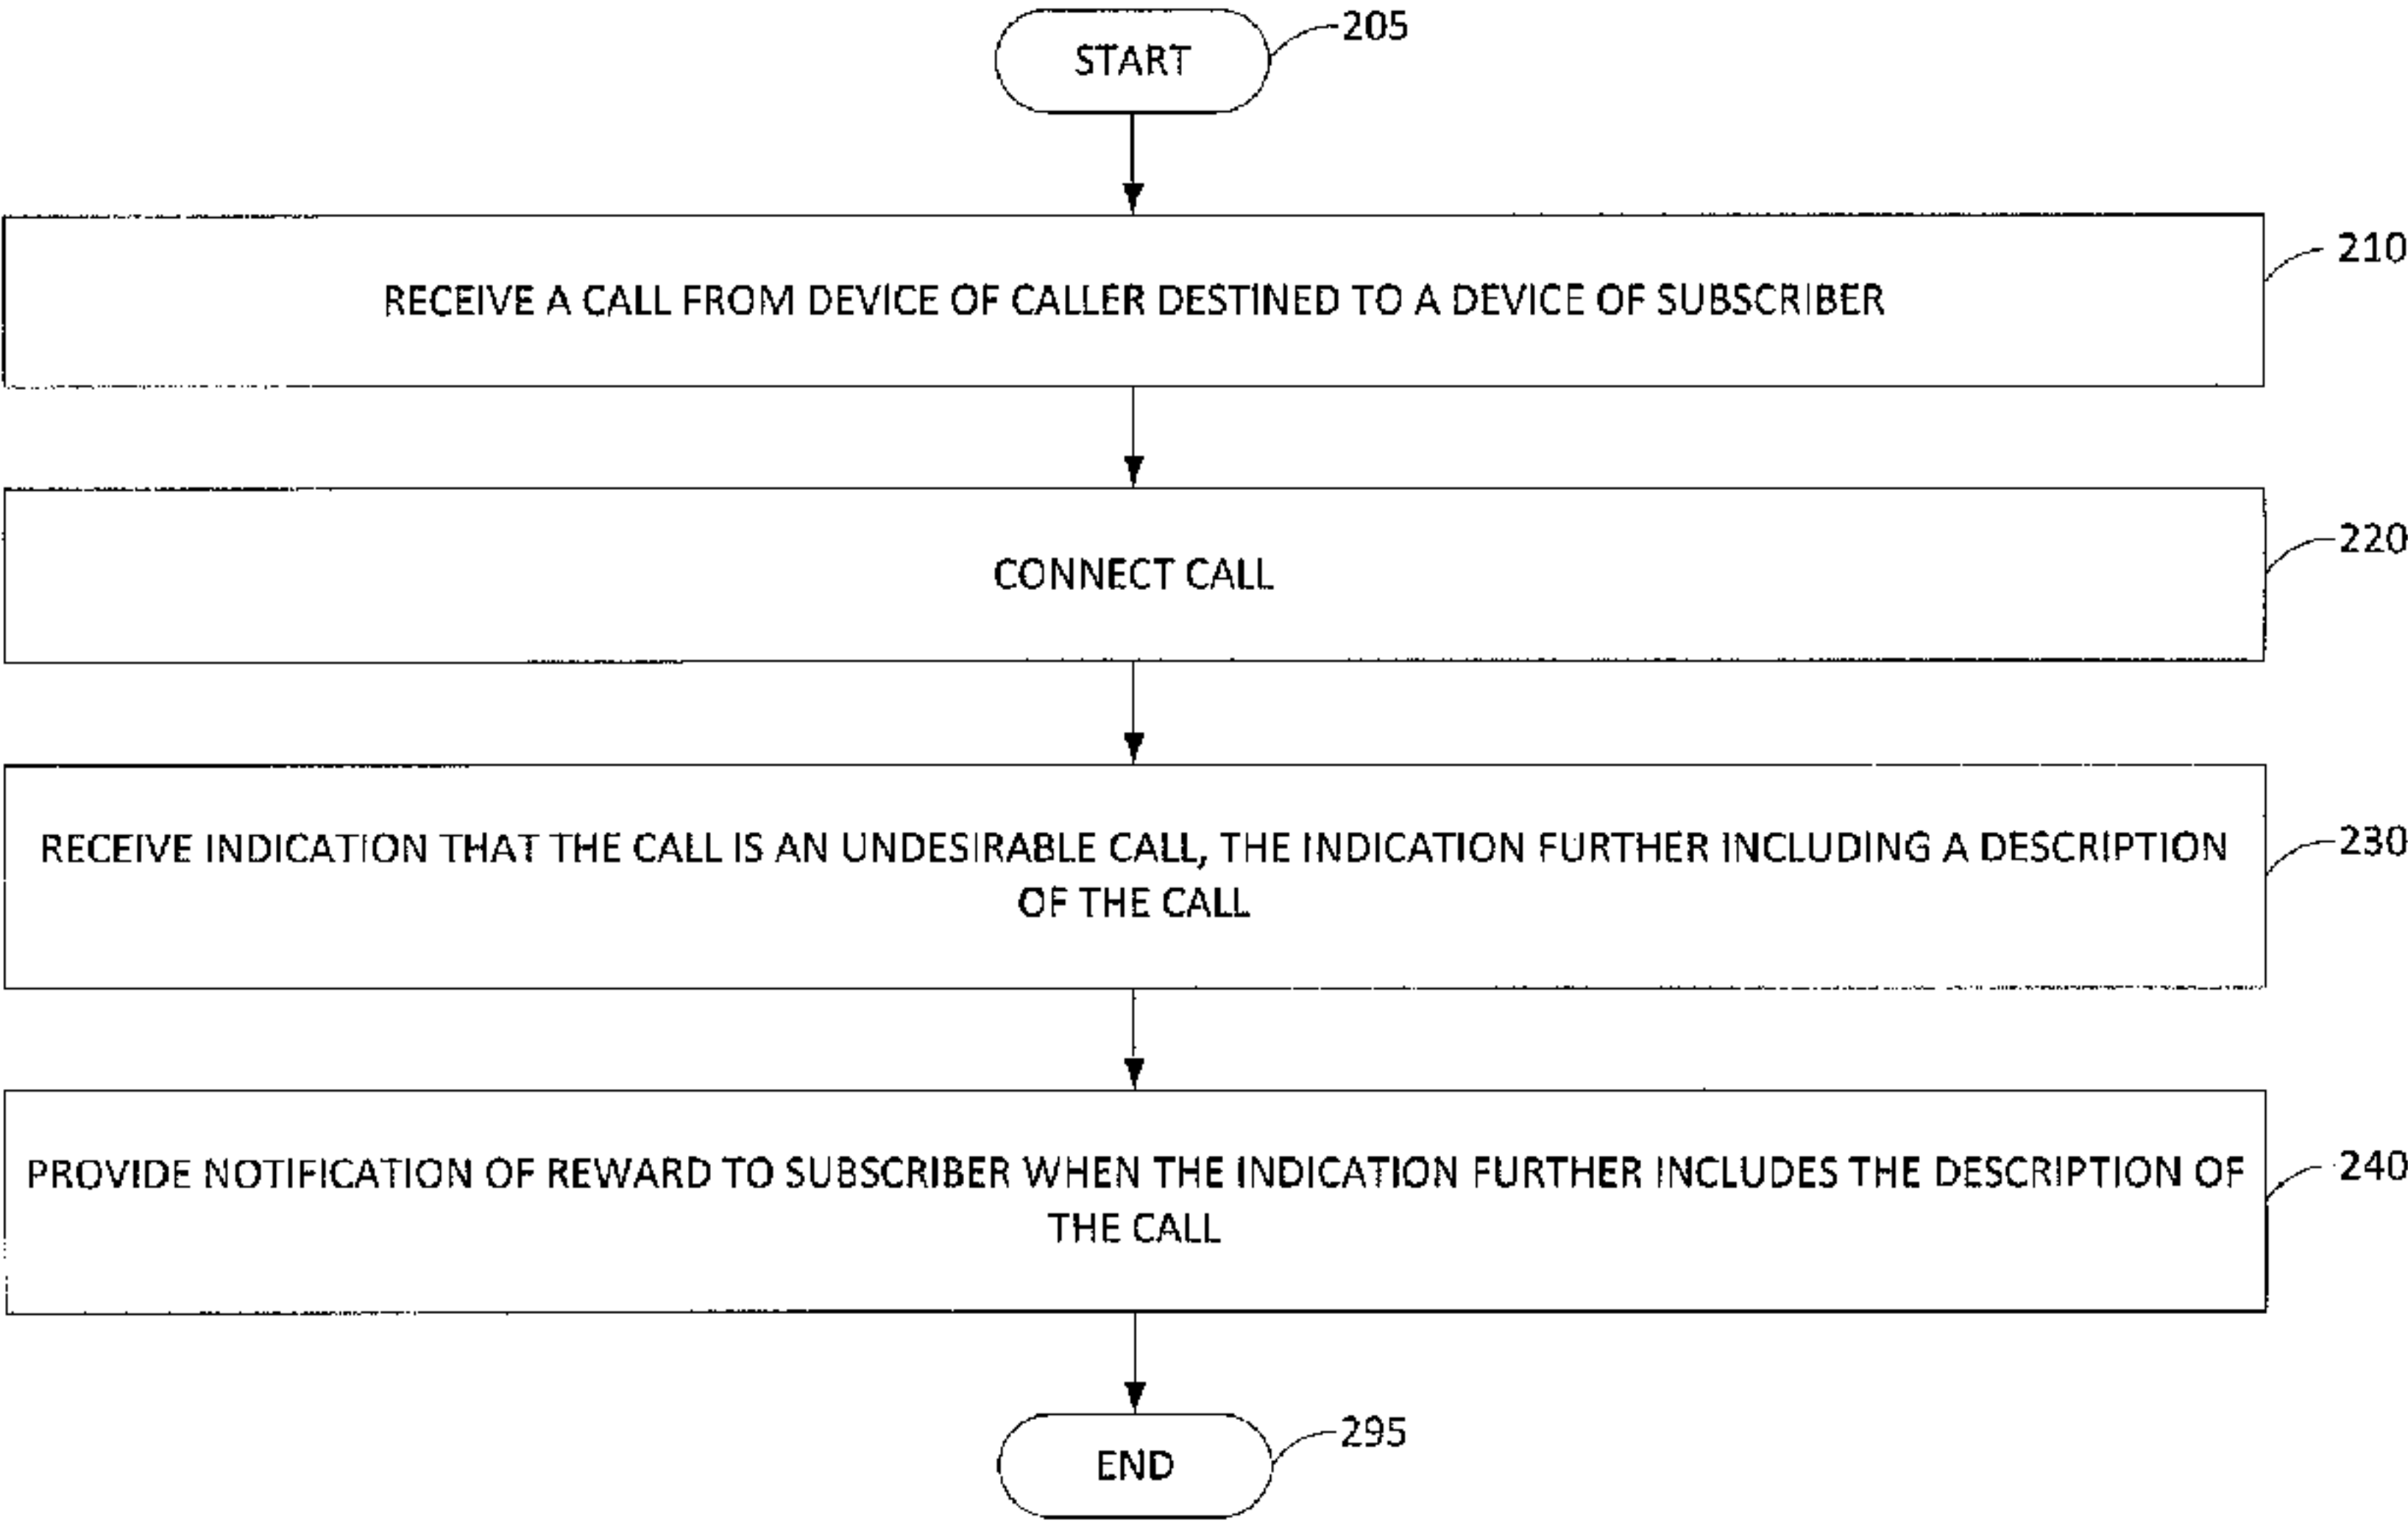 START
205
RECEIVE A CALL FROM DEVICE OF CALLER DESTINED TO A DEVICE OF SUBSCRIBER
210
CONNECT CALL
220
RECEIVE INDICATION THAT THE CALL IS AN UNDESIRABLE CALL, THE INDICATION FURTHER INCLUDING A DESCRIPTION
OF THE CALL
230
PROVIDE NOTIFICATION OF REWARD TO SUBSCRIBER WHEN THE INDICATION FURTHER INCLUDES THE DESCRIPTION OF
THE CALL
240
END
295